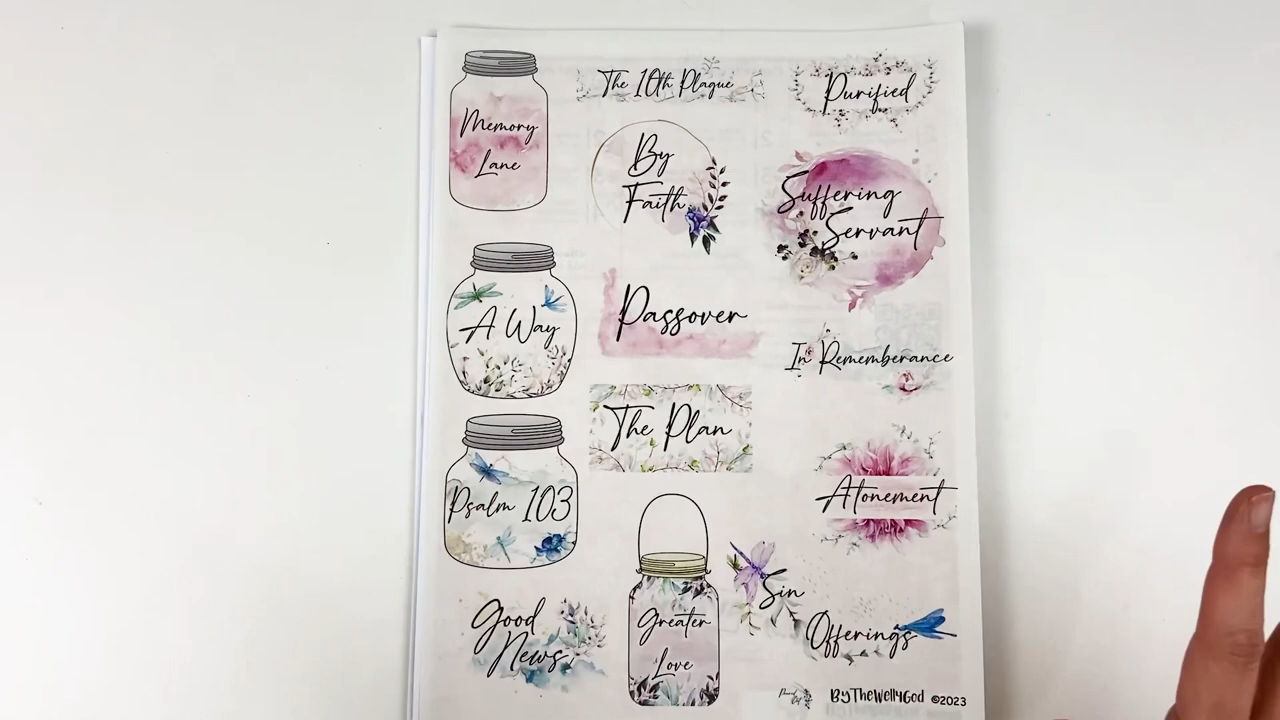 Memory
Lane
The 10th Plague
Purified
By
Faith
Suffering
Servant
A Way
Passover
In Rememberance
The Plan
Psalm 103
Atonement
Good
News
Greater
Love
Sin
Offerings
ByTheWell4God ©2023